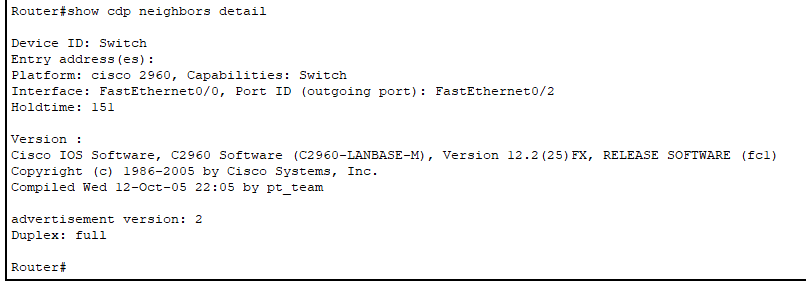 Router#show cdp neighbors detail

Device ID: Switch
Entry address(es):
Platform: cisco 2960, Capabilities: Switch
Interface: FastEthernet0/0, Port ID (outgoing port): FastEthernet0/2
Holdtime: 151

Version :
Cisco IOS Software, C2960 Software (C2960-LANBASE-M), Version 12.2(25)FX, RELEASE SOFTWARE (fc1)
Copyright (c) 1986-2005 by Cisco Systems, Inc.
Compiled Wed 12-Oct-05 22:05 by pt_team

advertisement version: 2
Duplex: full

Router#